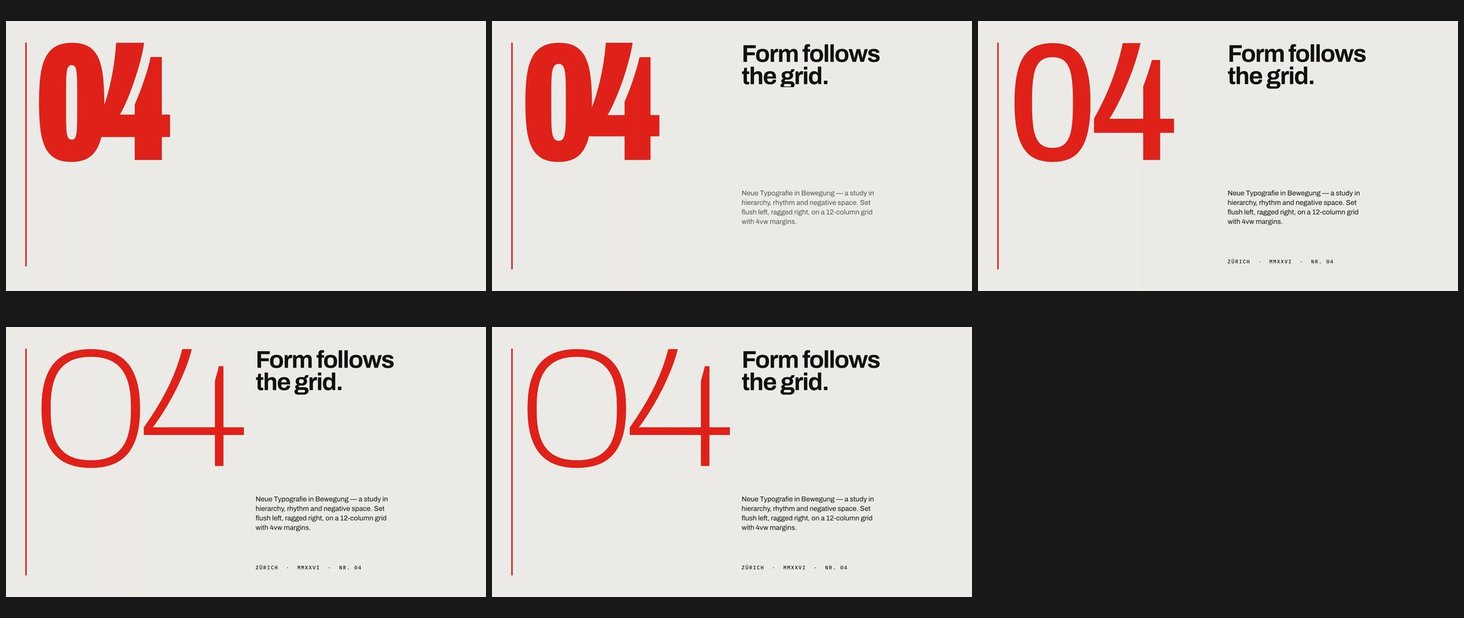 04
04
Form follows
the grid.
Neue Typografie in Bewegung — a study in
hierarchy, rhythm and negative space. Set
flush left, ragged right, on a 12-column grid
with 4vw margins.
04
Form follows
the grid.
Neue Typografie in Bewegung — a study in
hierarchy, rhythm and negative space. Set
flush left, ragged right, on a 12-column grid
with 4vw margins.
ZÜRICH · MMXXVI · NR. 04
04
Form follows
the grid.
Neue Typografie in Bewegung — a study in
hierarchy, rhythm and negative space. Set
flush left, ragged right, on a 12-column grid
with 4vw margins.
ZÜRICH · MMXXVI · NR. 04
04
Form follows
the grid.
Neue Typografie in Bewegung — a study in
hierarchy, rhythm and negative space. Set
flush left, ragged right, on a 12-column grid
with 4vw margins.
ZÜRICH · MMXXVI · NR. 04